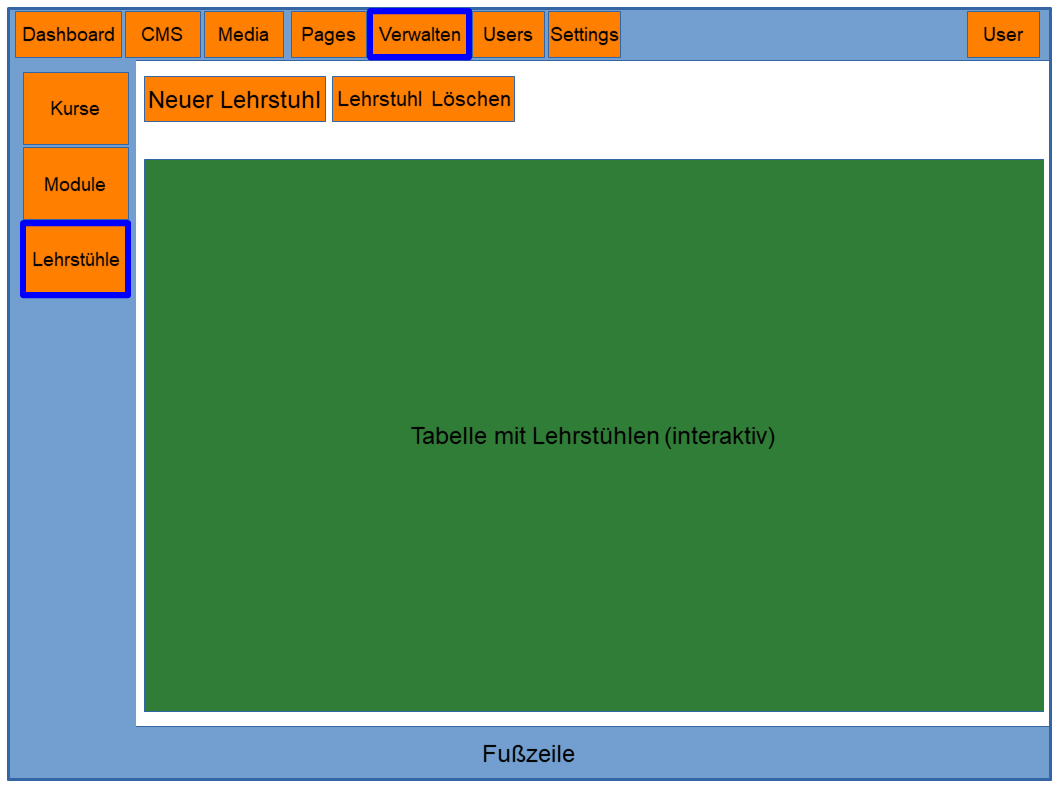 Dashboard CMS Media Pages Verwalten Users Settings User
Kurse
Neuer Lehrstuhl Lehrstuhl Löschen
Module
Lehrstühle
Tabelle mit Lehrstühlen (interaktiv)
Fußzeile